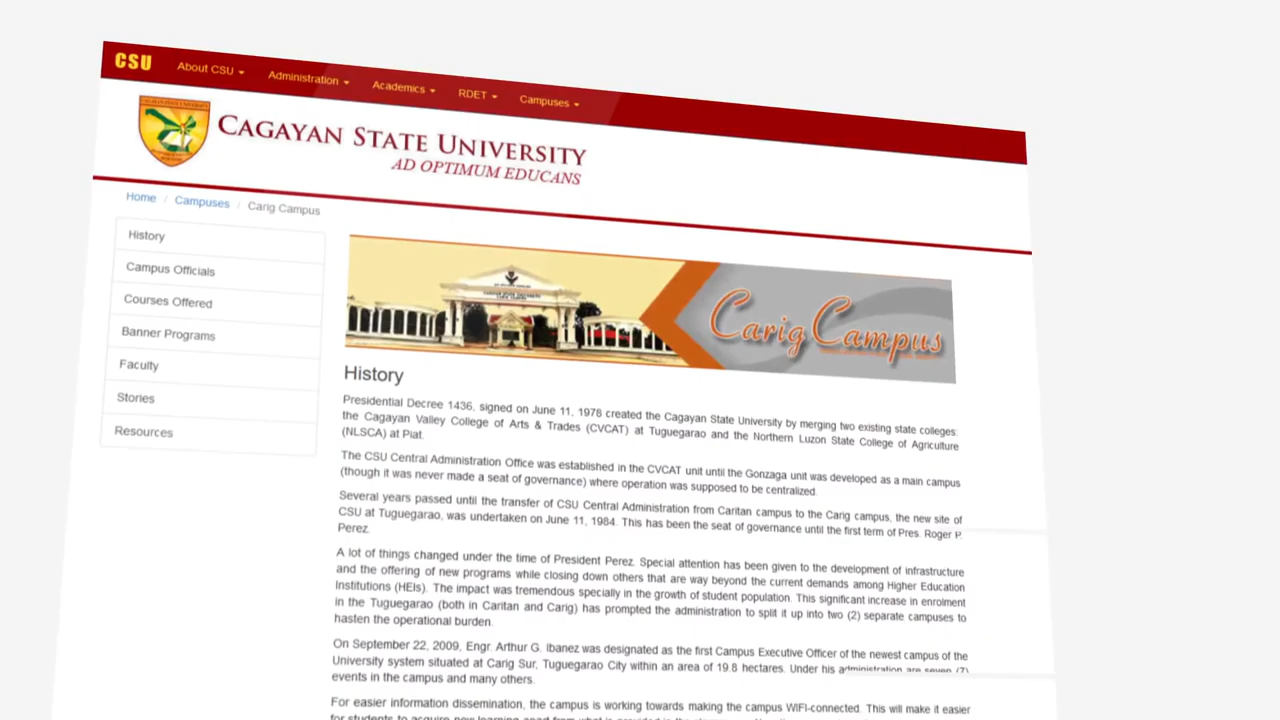 CSU
About CSU
Administration
Academics
RDET
Campuses
CAGAYAN STATE UNIVERSITY
AD OPTIMUM EDUCANS
Home / Campuses / Carig Campus
History
Campus Officials
Courses Offered
Banner Programs
Faculty
Stories
Resources
Carig Campus
History
Presidential Decree 1436, signed on June 11, 1978 created the Cagayan State University by merging two existing state colleges:
the Cagayan Valley College of Arts & Trades (CVCAT) at Tuguegarao and the Northern Luzon State College of Agriculture
(NLSCA) at Piat.
The CSU Central Administration Office was established in the CVCAT unit until the Gonzaga unit was developed as a main campus
(though it was never made a seat of governance) where operation was supposed to be centralized.
Several years passed until the transfer of CSU Central Administration from Caritan campus to the Carig campus, the new site of
CSU at Tuguegarao, was undertaken on June 11, 1984. This has been the seat of governance until the first term of Pres. Roger P.
Perez.
A lot of things changed under the time of President Perez. Special attention has been given to the development of infrastructure
and the offering of new programs while closing down others that are way beyond the current demands among Higher Education
Institutions (HEIs). The impact was tremendous specially in the growth of student population. This significant increase in enrolment
in the Tuguegarao (both in Caritan and Carig) has prompted the administration to split it up into two (2) separate campuses to
hasten the operational burden.
On September 22, 2009, Engr. Arthur G. Ibanez was designated as the first Campus Executive Officer of the newest campus of the
University system situated at Carig Sur, Tuguegarao City within an area of 19.8 hectares. Under his administration are seven (7)
events in the campus and many others.
For easier information dissemination, the campus is working towards making the campus WIFI-connected. This will make it easier
for students to acquire new learning apart from what is provided in the